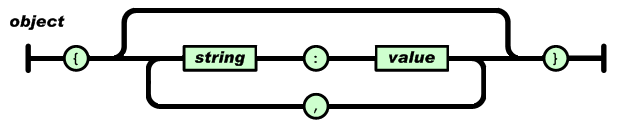 object
{ string : value }
,